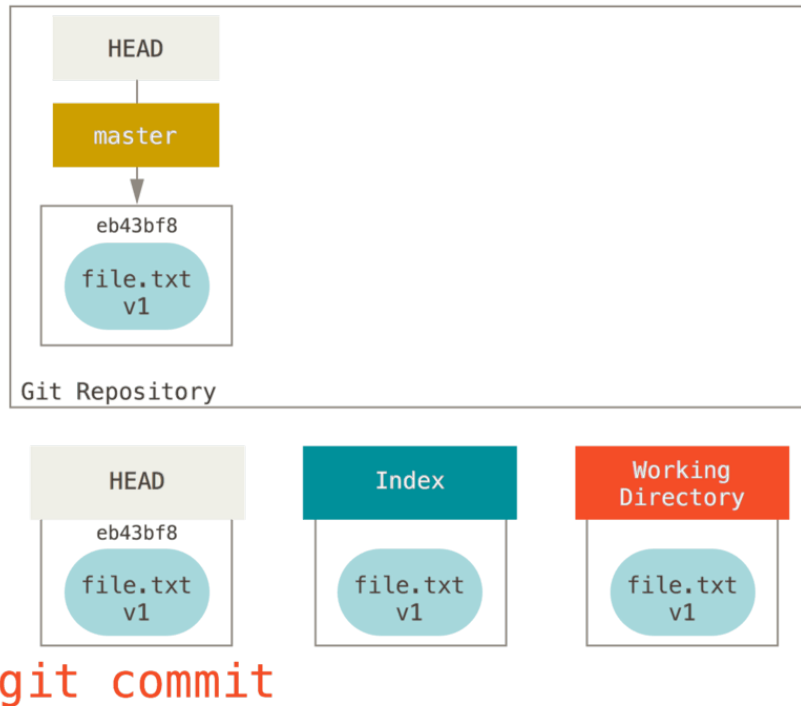 HEAD
master
eb43bf8
file.txt
v1
Git Repository
HEAD
Index
Working
Directory
eb43bf8
file.txt
v1
file.txt
v1
file.txt
v1
git commit